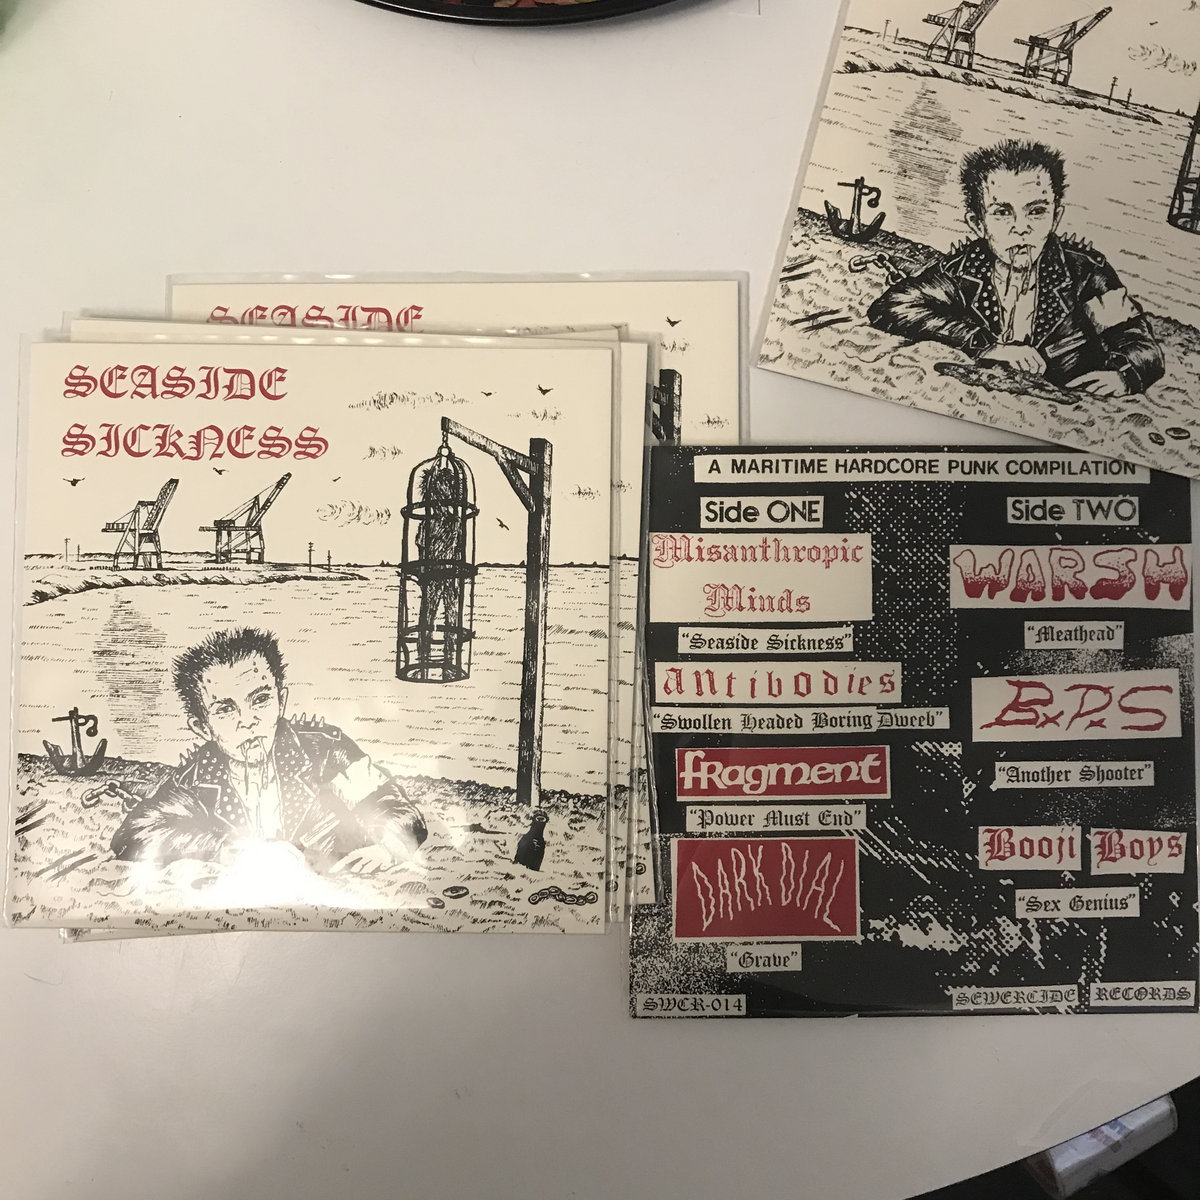 SEASIDE
SEASIDE
SICKNESS
A MARITIME HARDCORE PUNK COMPILATION
Side ONE
Misanthropic
Minds
"Seaside Sickness"
antibodies
"Swollen Headed Boring Dweeb"
fragment
"Power Must End"
DARK DIAL
"Grave"
SWCR-014
Side TWO
WARSH
"Meathead"
B.P.S
"Another Shooter"
Booji Boys
"Sex Genius"
SEWERCIDE RECORDS